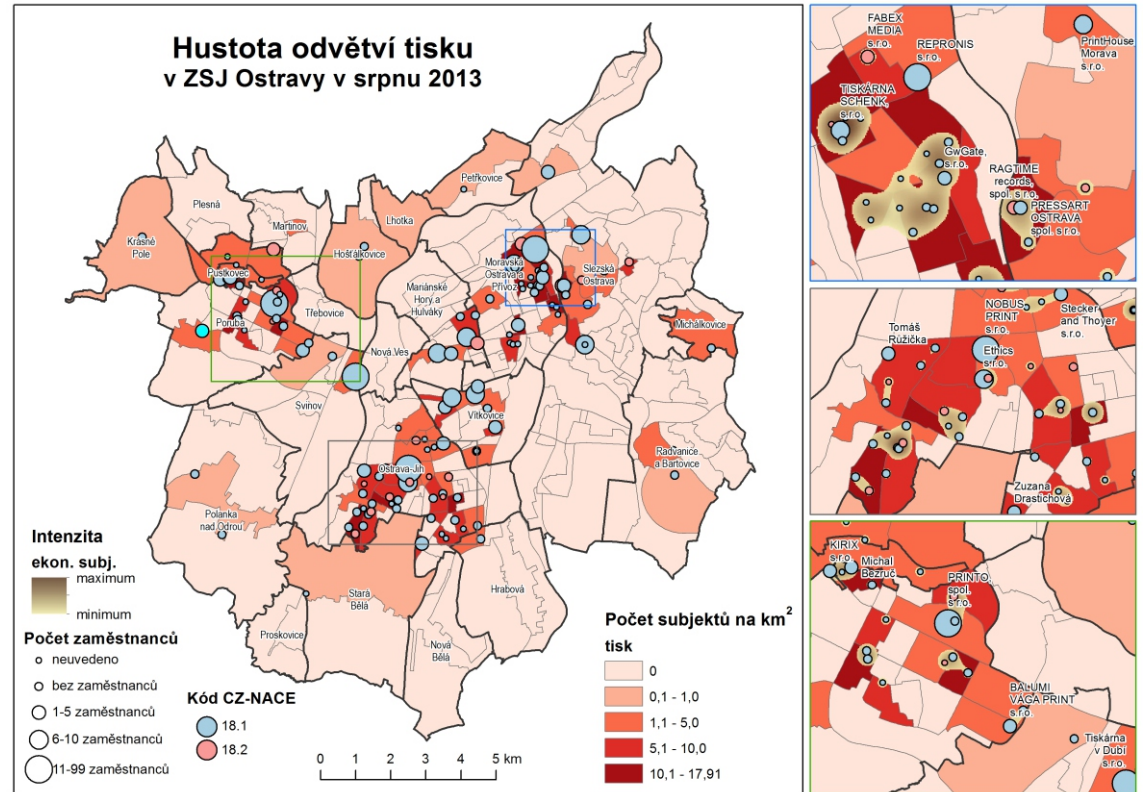 Hustota odvětví tisku
v ZSJ Ostravy v srpnu 2013
Petřkovice
Plesná
Martinov
Lhotka
Krásné
Pole
Hošťálkovice
Pustkovec
Moravská
Ostrava a
Přívoz
Slezská
Ostrava
Mariánské
Hory a
Hulváky
Třebovice
Poruba
Michálkovice
Nová Ves
Svinov
Vítkovice
Radvanice
a Bartovice
Ostrava-Jih
Polanka
nad Odrou
Stará
Bělá
Hrabová
Proskovice
Nová
Bělá
Intenzita
ekon. subj.
maximum
minimum
Počet zaměstnanců
neuvedeno
bez zaměstnanců
1-5 zaměstnanců
6-10 zaměstnanců
11-99 zaměstnanců
Kód CZ-NACE
18.1
18.2
0 1 2 3 4 5 km
Počet subjektů na km²
tisk
0
0,1 - 1,0
1,1 - 5,0
5,1 - 10,0
10,1 - 17,91
FABEX
MEDIA
s.r.o.
REPRONIS
s.r.o.
PrintHouse
Morava
s.r.o.
TISKÁRNA
SCHENK,
s.r.o.
GwGate,
s.r.o.
RAGTIME
records,
spol. s r.o.
PRESSART
OSTRAVA
spol. s r.o.
NOBUS
PRINT
s.r.o.
Stecker
and Thoyer
s.r.o.
Tomáš
Růžička
Ethics
s.r.o.
Zuzana
Drastichová
KIRIX
s.r.o.
Michal
Bezruč
PRINTO,
spol.
s r.o.
BALUMI
VAGA PRINT
s.r.o.
Tiskárna
v Dubí
s.r.o.